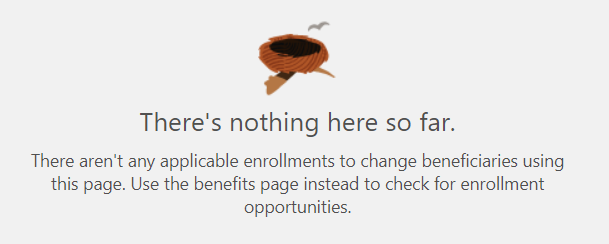 There's nothing here so far.
There aren't any applicable enrollments to change beneficiaries using
this page. Use the benefits page instead to check for enrollment
opportunities.